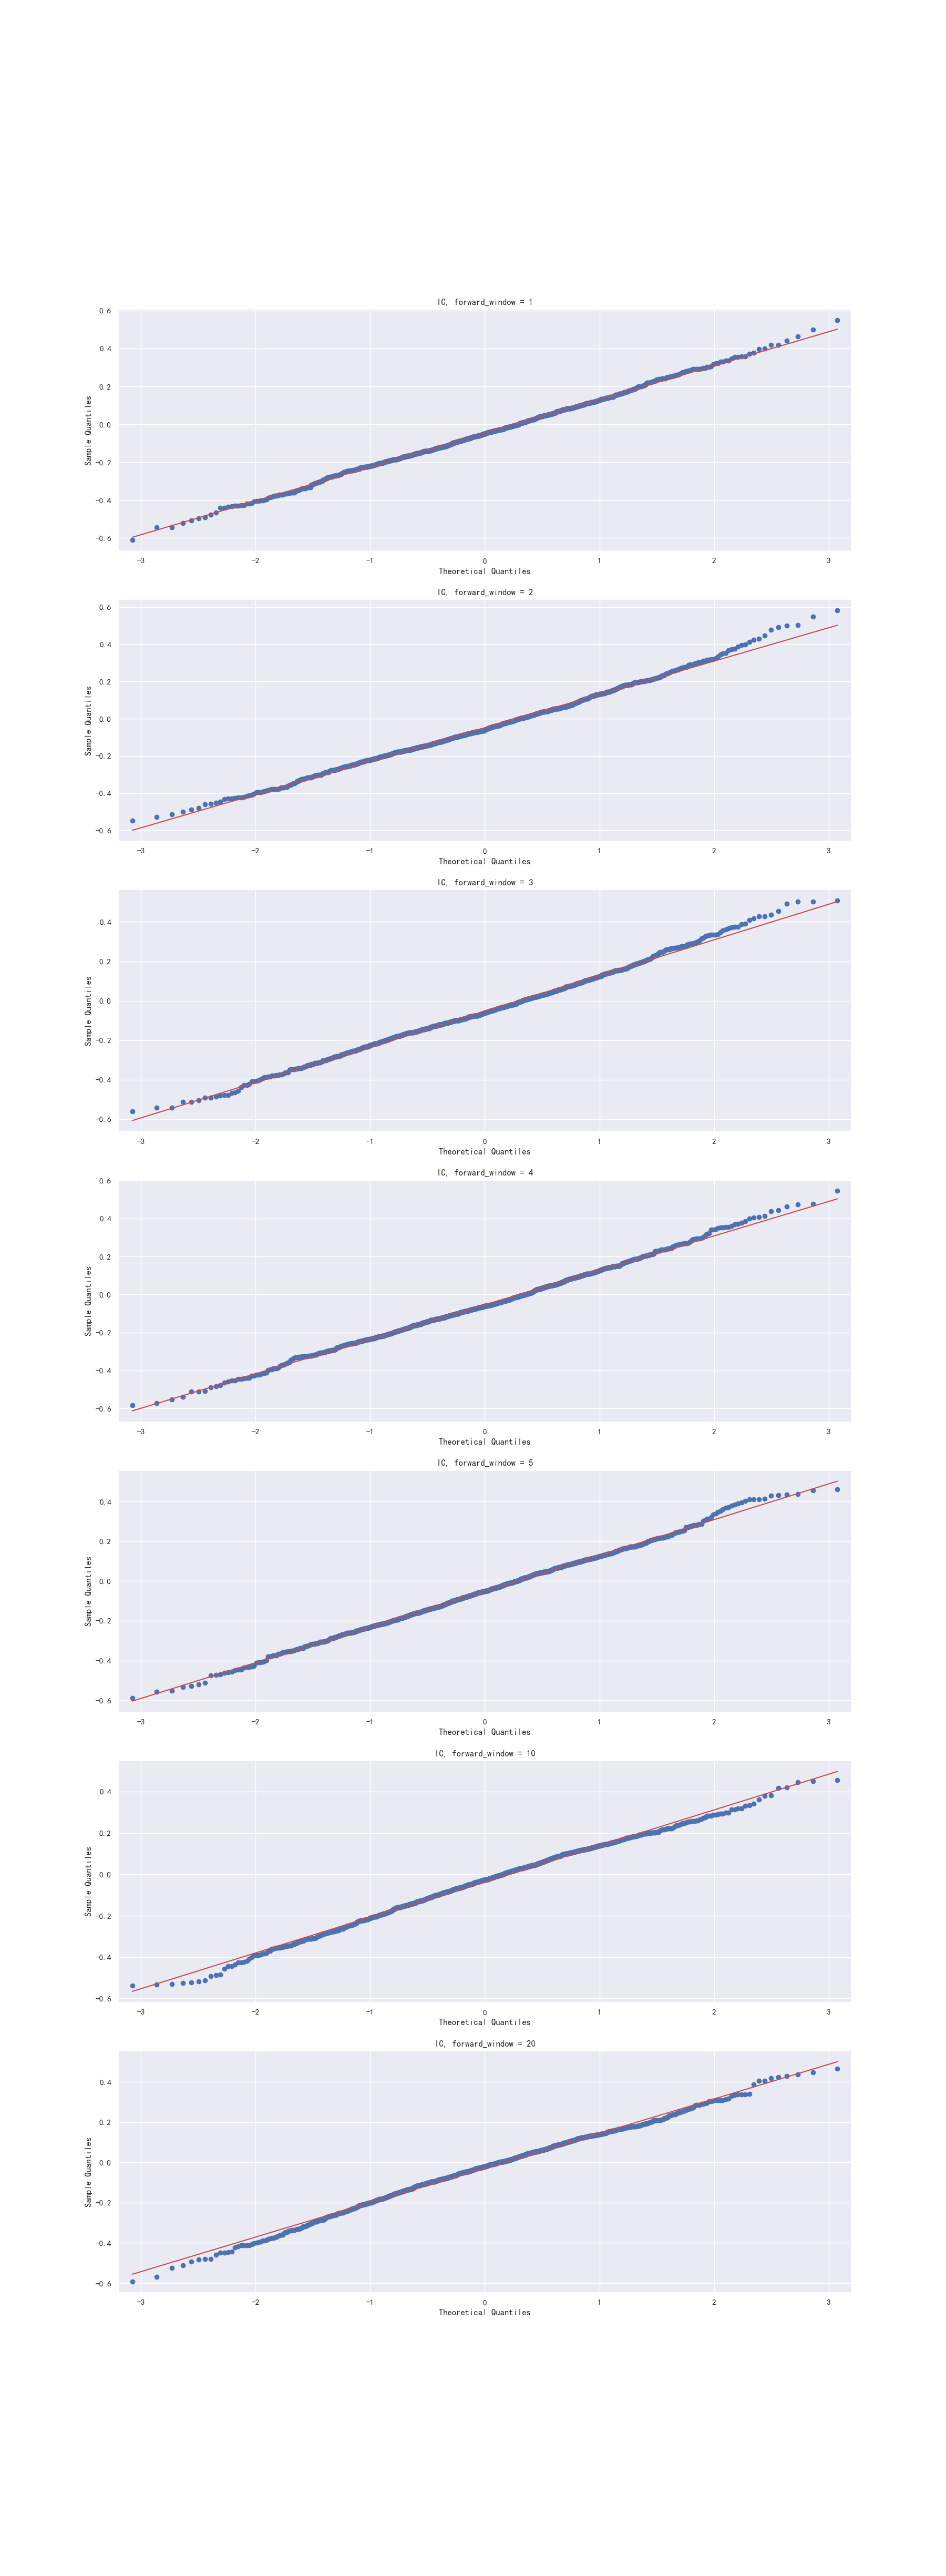 IC, forward_window = 1
0.6
0.4
0.2
0.0
-0.2
-0.4
-0.6
Sample Quantiles
-3 -2 -1 0 1 2 3
Theoretical Quantiles
IC, forward_window = 2
0.6
0.4
0.2
0.0
-0.2
-0.4
-0.6
Sample Quantiles
-3 -2 -1 0 1 2 3
Theoretical Quantiles
IC, forward_window = 3
0.4
0.2
0.0
-0.2
-0.4
-0.6
Sample Quantiles
-3 -2 -1 0 1 2 3
Theoretical Quantiles
IC, forward_window = 4
0.6
0.4
0.2
0.0
-0.2
-0.4
-0.6
Sample Quantiles
-3 -2 -1 0 1 2 3
Theoretical Quantiles
IC, forward_window = 5
0.4
0.2
0.0
-0.2
-0.4
-0.6
Sample Quantiles
-3 -2 -1 0 1 2 3
Theoretical Quantiles
IC, forward_window = 10
0.4
0.2
0.0
-0.2
-0.4
-0.6
Sample Quantiles
-3 -2 -1 0 1 2 3
Theoretical Quantiles
IC, forward_window = 20
0.4
0.2
0.0
-0.2
-0.4
-0.6
Sample Quantiles
-3 -2 -1 0 1 2 3
Theoretical Quantiles